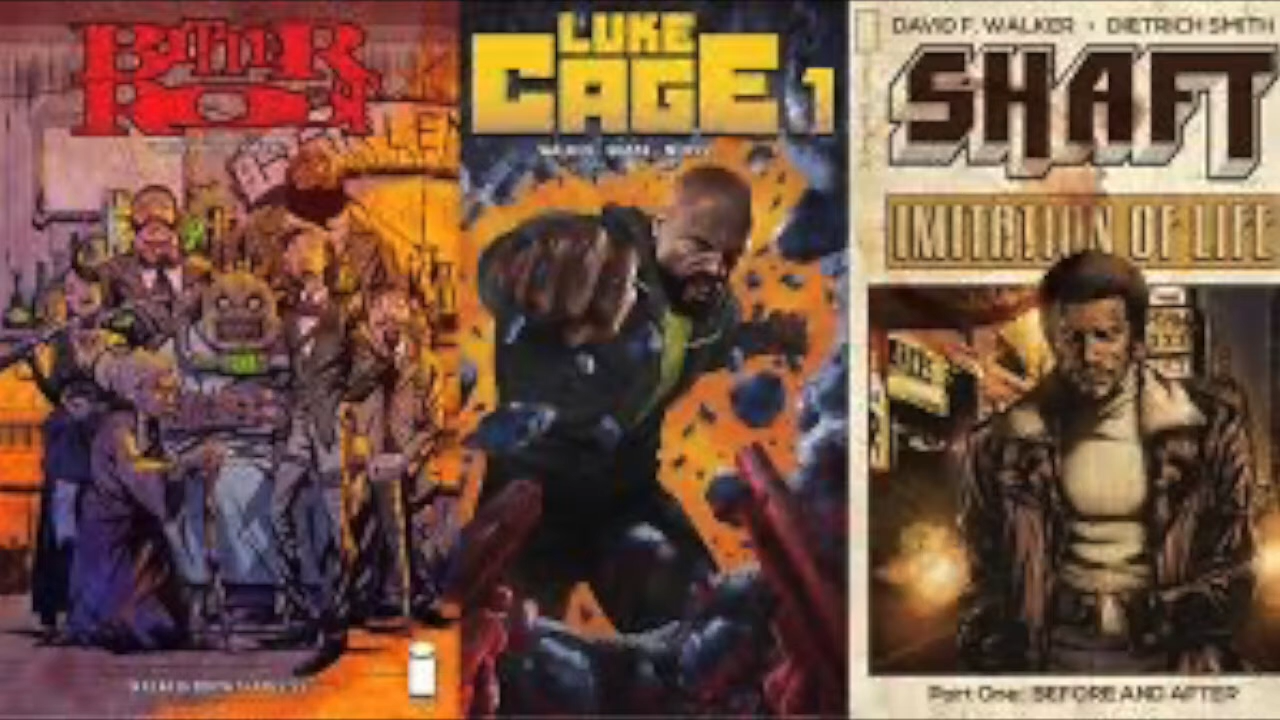 BITTER
ROOT
LUKE
CAGE 1
DAVID F. WALKER • DIETRICH SMITH
SHAFT
IMITATION OF LIFE
Part One: BEFORE AND AFTER